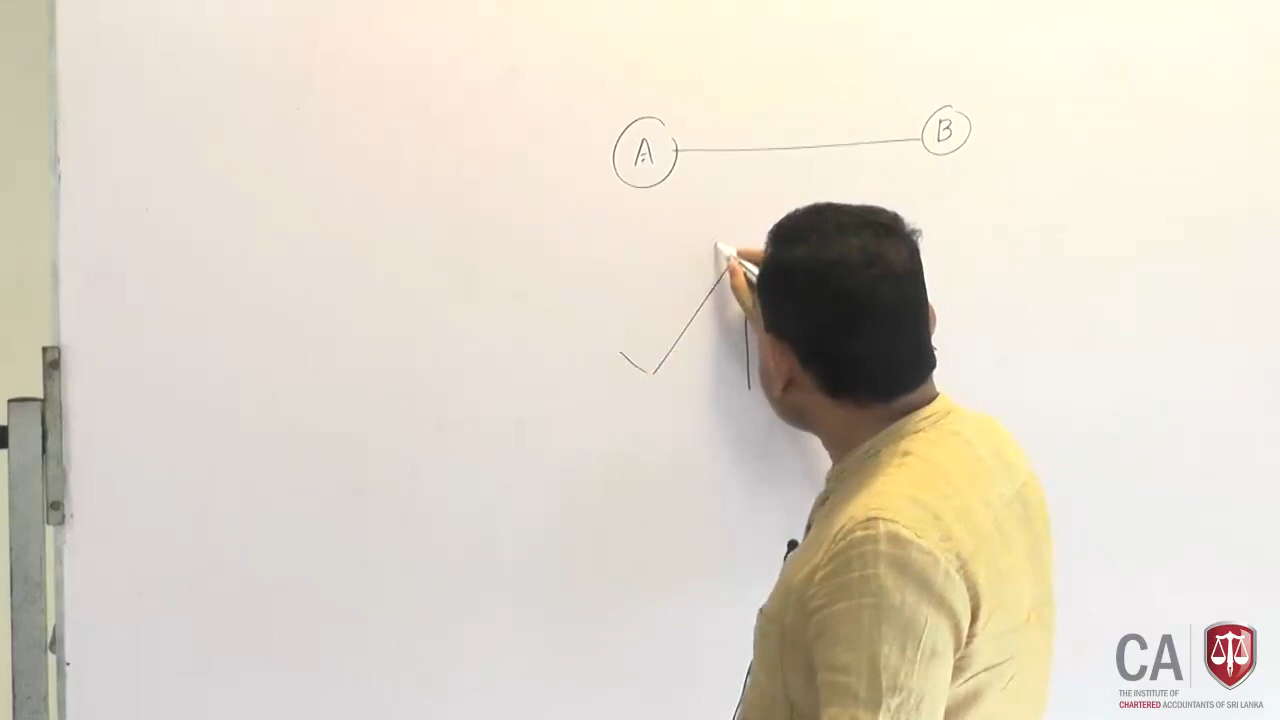 A B
CA
THE INSTITUTE OF
CHARTERED ACCOUNTANTS OF SRI LANKA